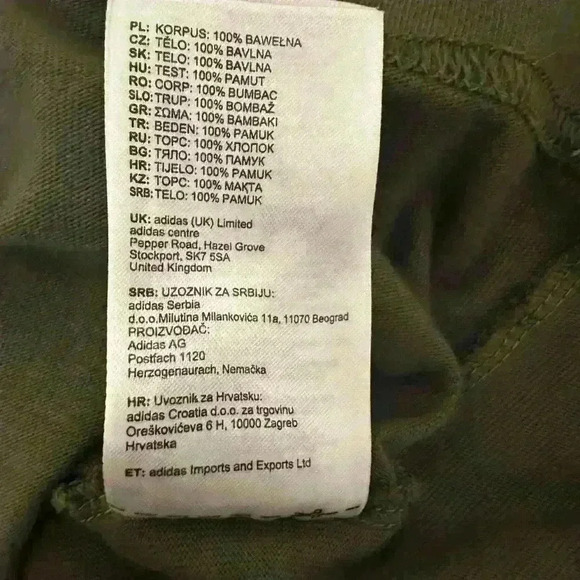 PL: KORPUS: 100% BAWEŁNA
CZ: TĚLO: 100% BAVLNA
SK: TELO: 100% BAVLNA
HU: TEST: 100% PAMUT
RO: CORP: 100% BUMBAC
SLO: TRUP: 100% BOMBAŽ
GR: ΣΩΜΑ: 100% ΒΑΜΒΑΚΙ
TR: BEDEN: 100% PAMUK
RU: ТОРС: 100% ХЛОПОК
BG: ТЯЛО: 100% ПАМУК
HR: TIJELO: 100% PAMUK
KZ: ТОРС: 100% МАҚТА
SRB: TELO: 100% PAMUK
UK: adidas (UK) Limited
adidas centre
Pepper Road, Hazel Grove
Stockport, SK7 5SA
United Kingdom
SRB: UZOZNIK ZA SRBIJU:
adidas Serbia
d.o.o.Milutina Milankovića 11a, 11070 Beograd
PROIZVOĐAČ:
Adidas AG
Postfach 1120
Herzogenaurach, Nemačka
HR: Uvoznik za Hrvatsku:
adidas Croatia d.o.o. za trgovinu
Oreškovićeva 6 H, 10000 Zagreb
Hrvatska
ET: adidas Imports and Exports Ltd